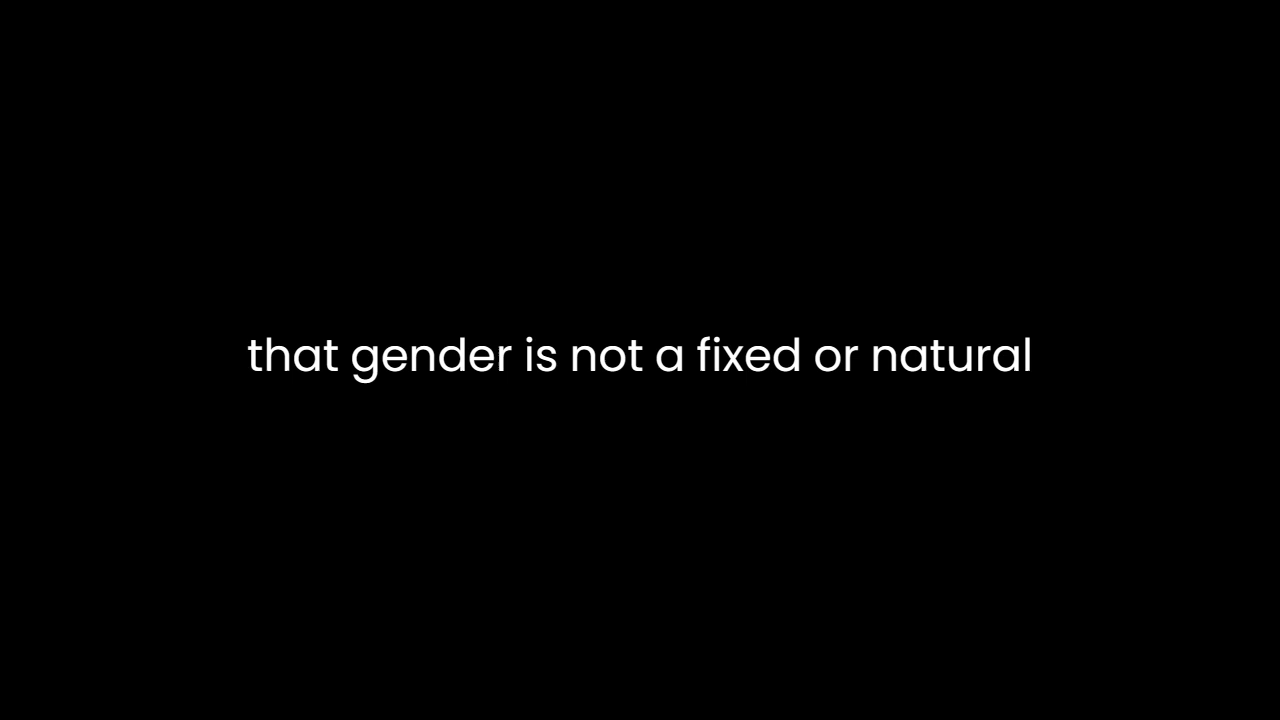 that gender is not a fixed or natural